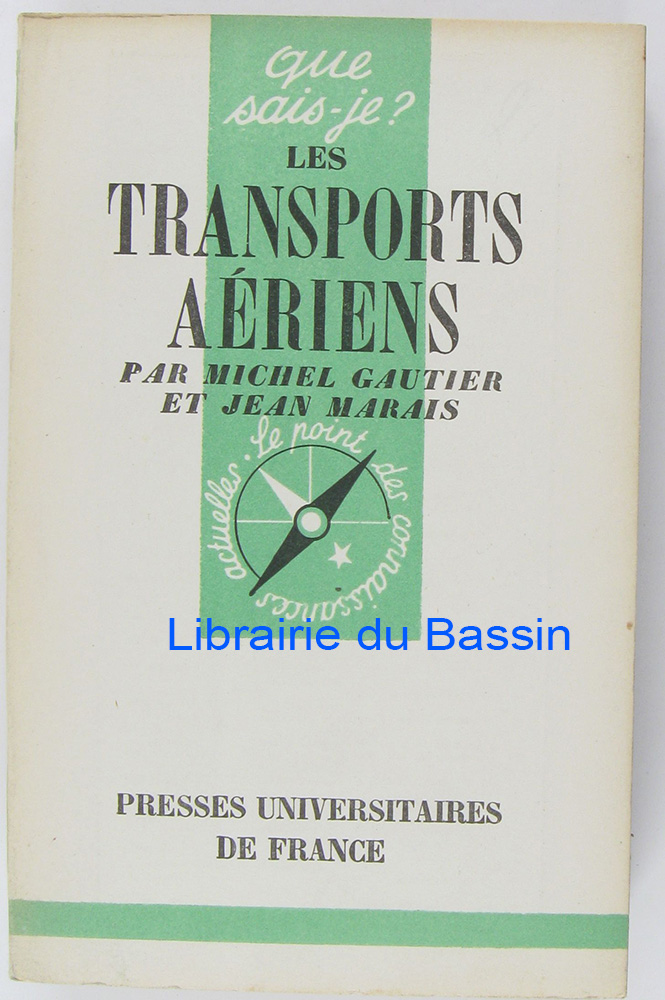 que
sais-je?
LES
TRANSPORTS
AÉRIENS
PAR MICHEL GAUTIER
ET JEAN MARAIS
Le point des connaissances actuelles.
Librairie du Bassin
PRESSES UNIVERSITAIRES
DE FRANCE